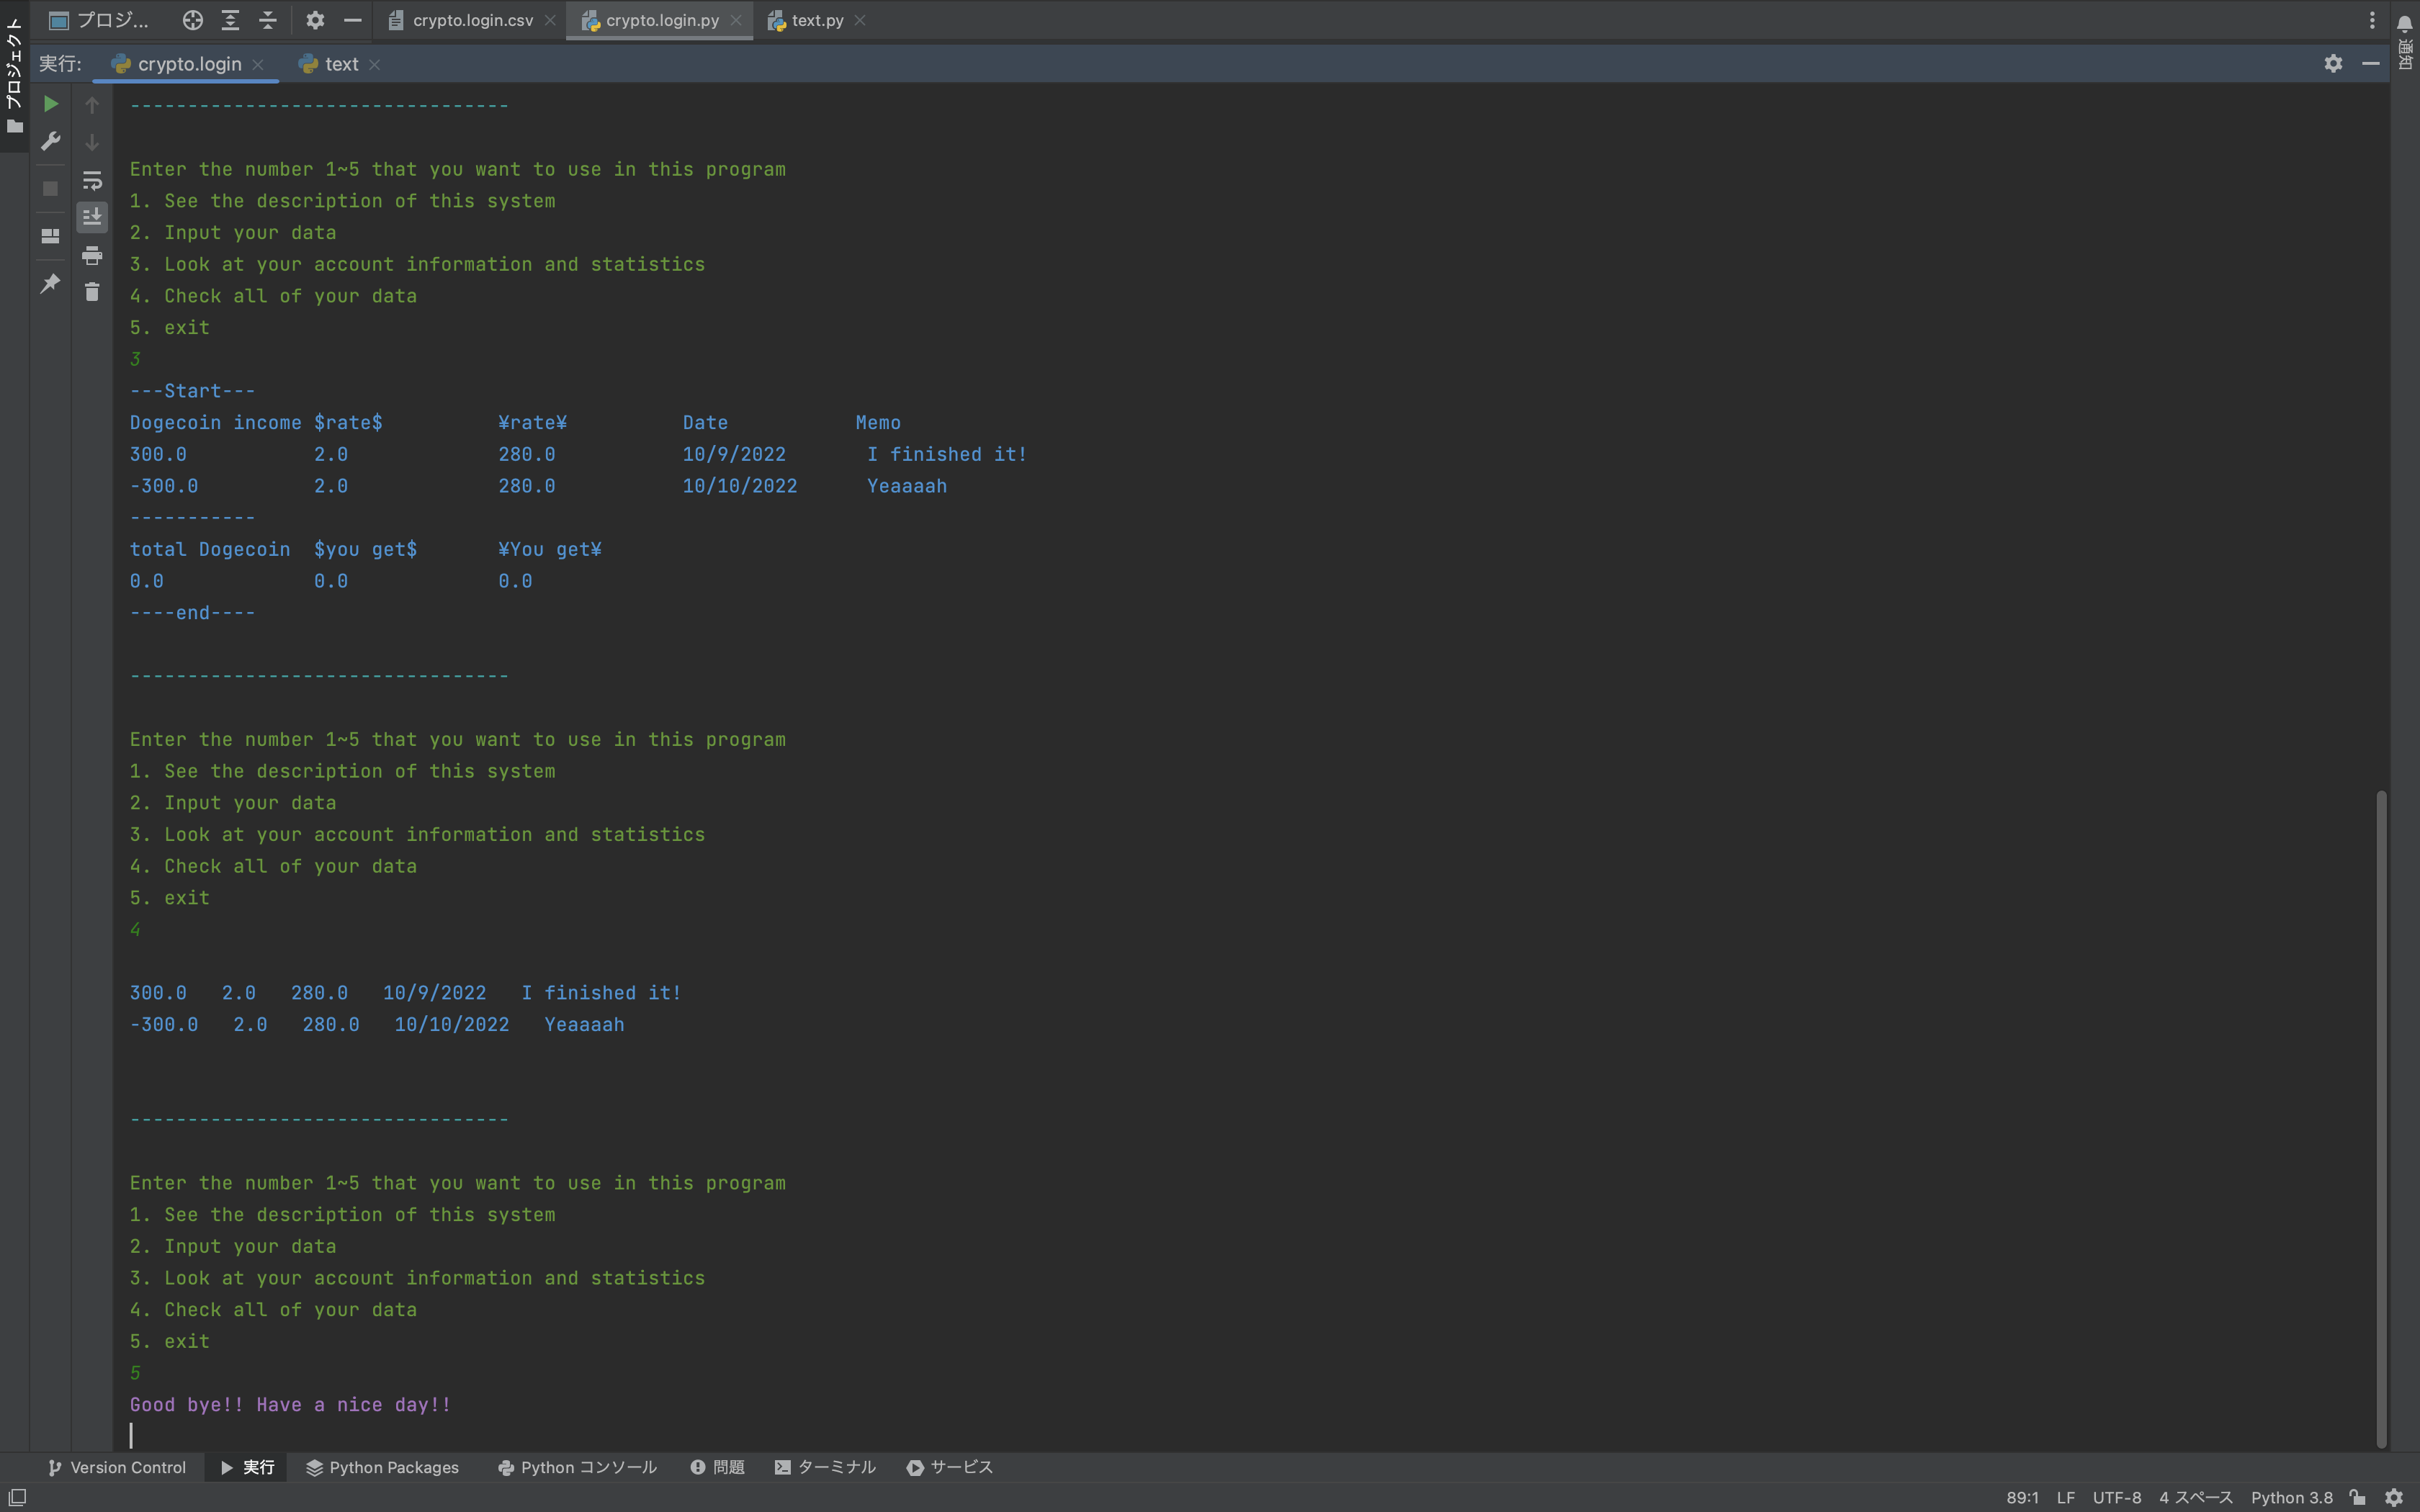 プロジ...
crypto.login.csv
crypto.login.py
text.py
プロジェクト
通知
実行:
crypto.login
text
---------------------------------
Enter the number 1~5 that you want to use in this program
1. See the description of this system
2. Input your data
3. Look at your account information and statistics
4. Check all of your data
5. exit
3
---Start---
Dogecoin income $rate$ ¥rate¥ Date Memo
300.0 2.0 280.0 10/9/2022 I finished it!
-300.0 2.0 280.0 10/10/2022 Yeaaaah
-----------
total Dogecoin $you get$ ¥You get¥
0.0 0.0 0.0
----end----
---------------------------------
Enter the number 1~5 that you want to use in this program
1. See the description of this system
2. Input your data
3. Look at your account information and statistics
4. Check all of your data
5. exit
4
300.0 2.0 280.0 10/9/2022 I finished it!
-300.0 2.0 280.0 10/10/2022 Yeaaaah
---------------------------------
Enter the number 1~5 that you want to use in this program
1. See the description of this system
2. Input your data
3. Look at your account information and statistics
4. Check all of your data
5. exit
5
Good bye!! Have a nice day!!
Version Control 実行 Python Packages Python コンソール 問題 ターミナル サービス
89:1 LF UTF-8 4 スペース Python 3.8